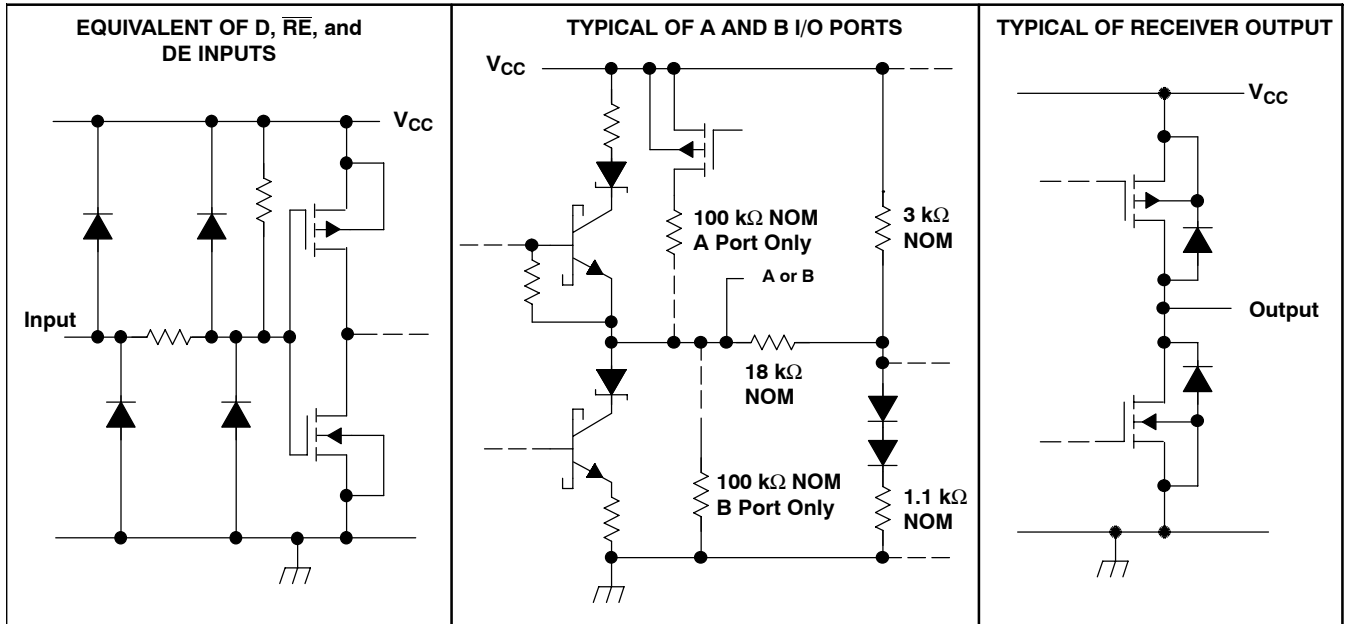 EQUIVALENT OF D, R̅E̅, and
DE INPUTS
VCC
Input
TYPICAL OF A AND B I/O PORTS
VCC
100 kΩ NOM
A Port Only
3 kΩ
NOM
A or B
18 kΩ
NOM
100 kΩ NOM
B Port Only
1.1 kΩ
NOM
TYPICAL OF RECEIVER OUTPUT
VCC
Output